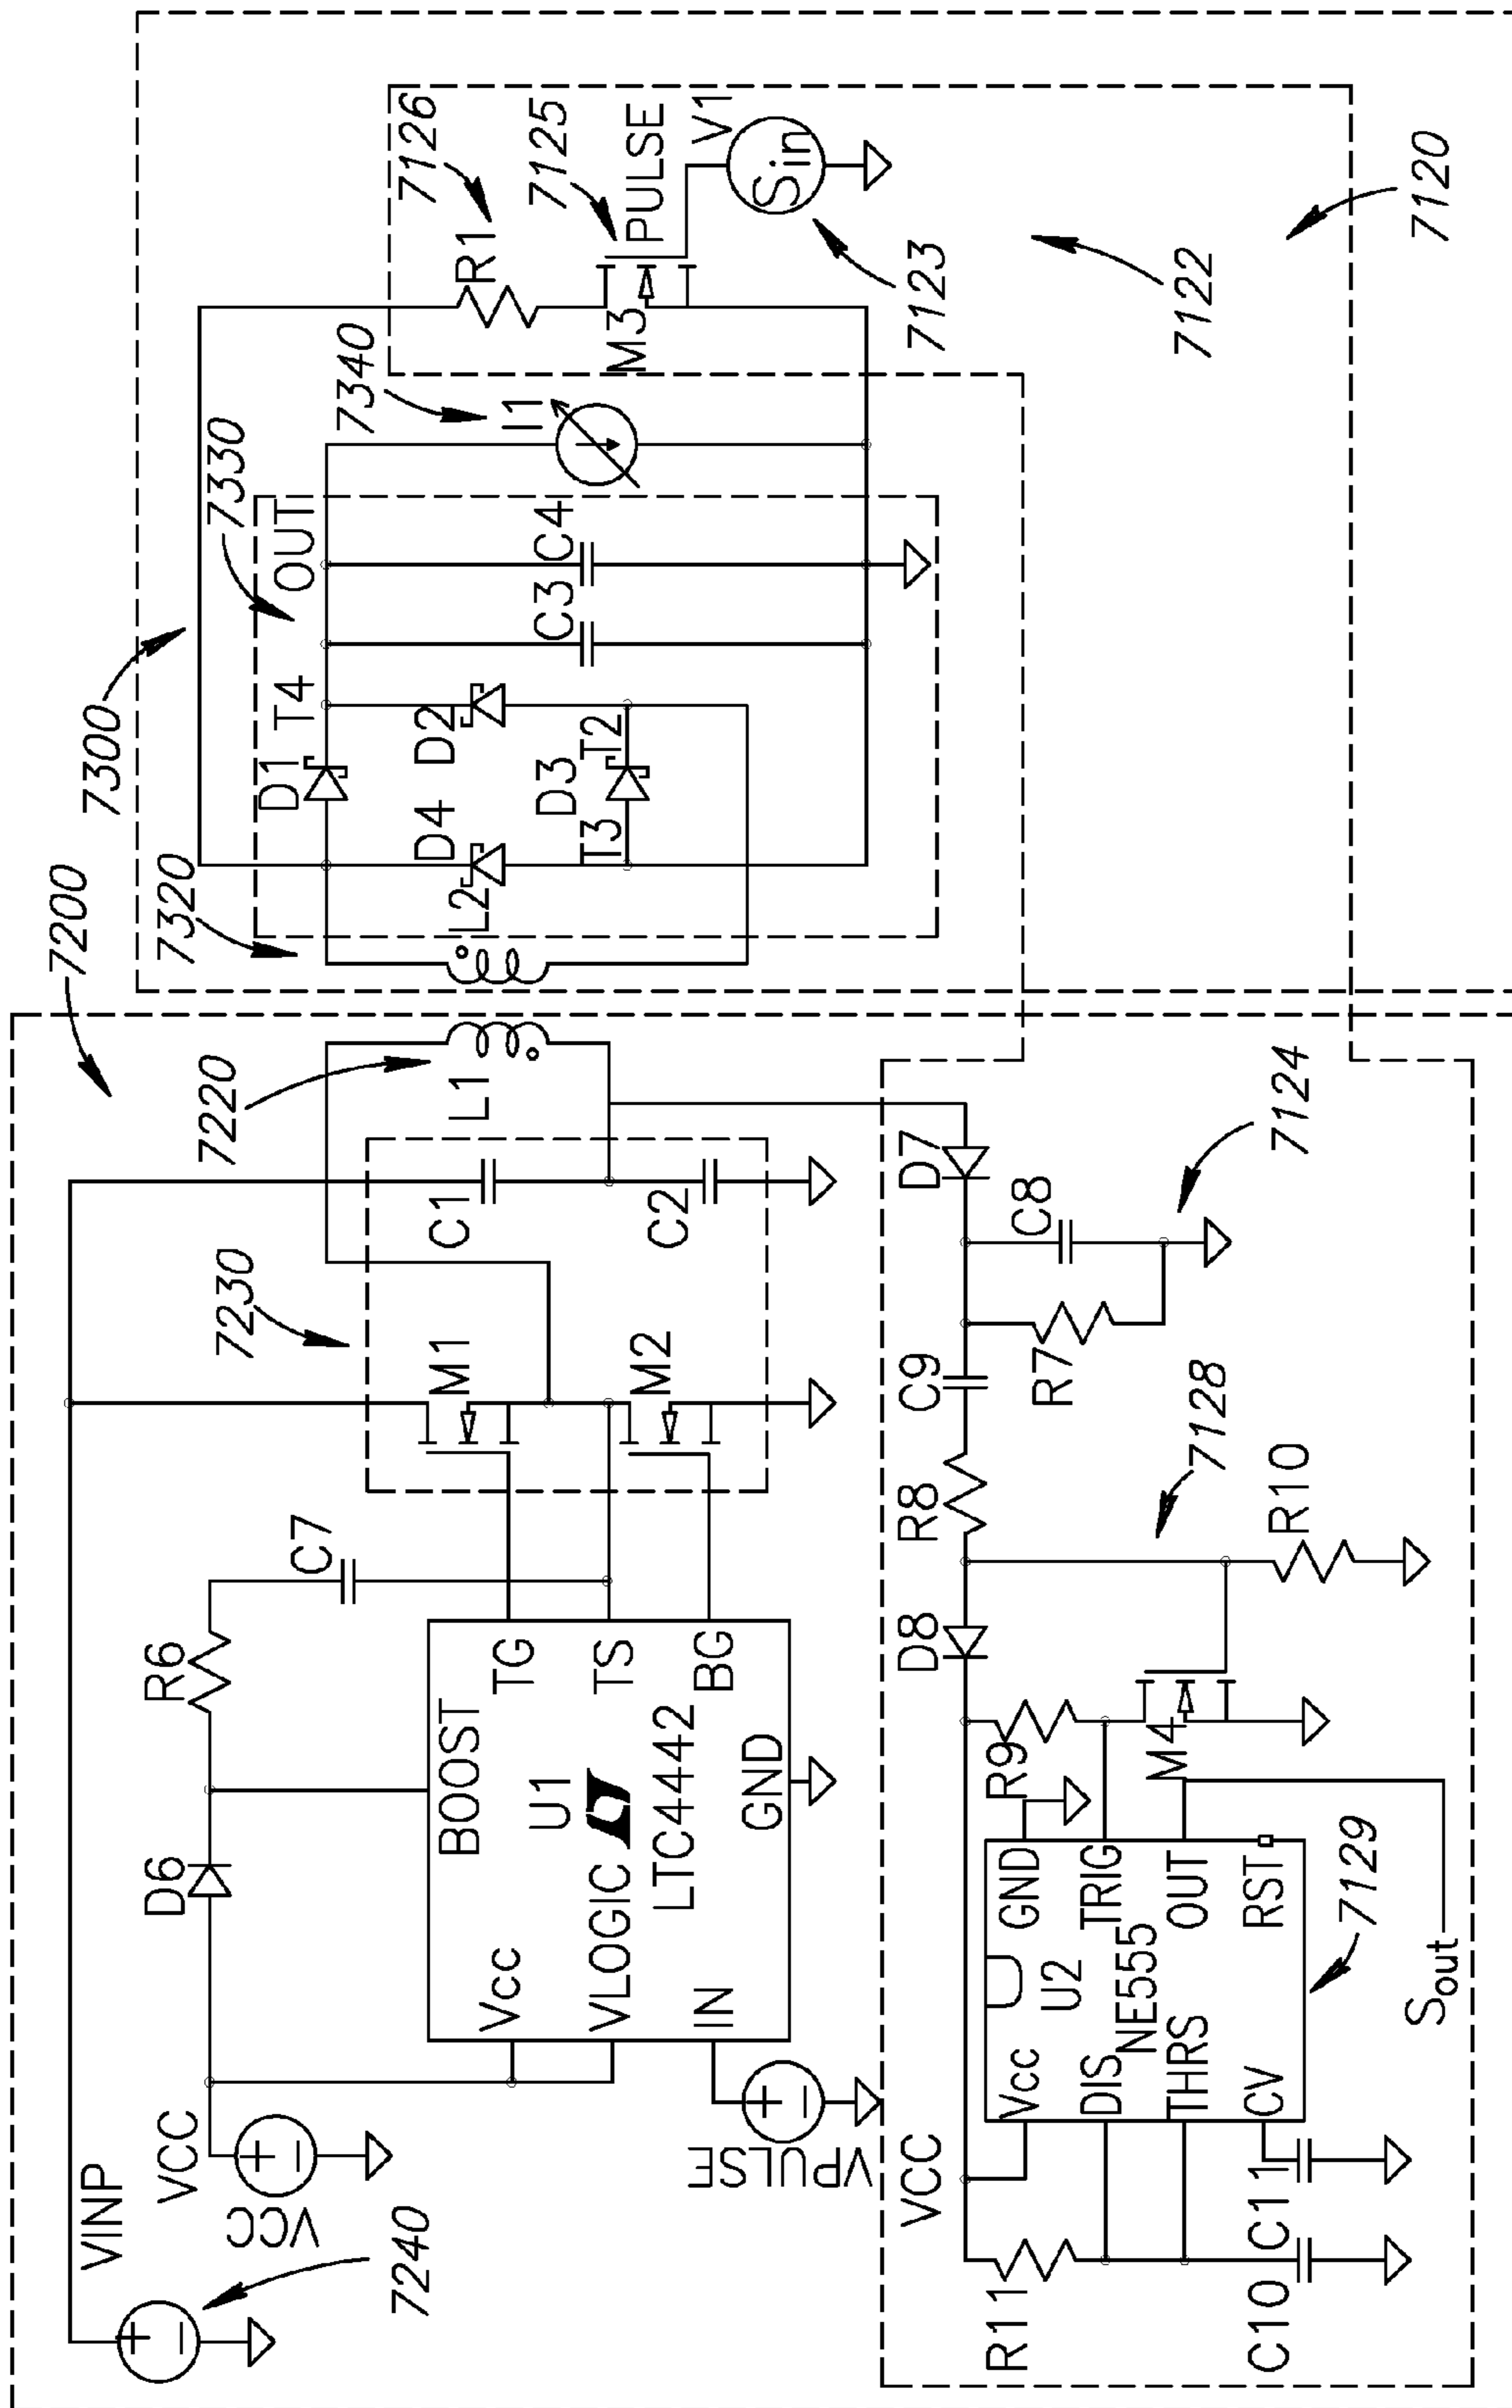 7200
7220
7230
7240
VINP
VCC
VCC
D6
R6
C7
BOOST
U1
Vcc
VLOGIC
LTC4442
IN
GND
TG
TS
BG
VPULSE
M1
M2
C1
C2
L1
7300
7320
7330
7340
L2
D1
T4
OUT
D4
D2
D3
T3
T2
C3
C4
I1
R1
7126
7125
PULSE
M3
V1
Sin
7123
7122
7120
VCC
R11
Vcc
DIS
THRS
CV
U2
NE555
GND
TRIG
OUT
RST
C10
C11
Sout
7129
R9
M4
D8
R8
C9
D7
R7
C8
R10
7128
7124